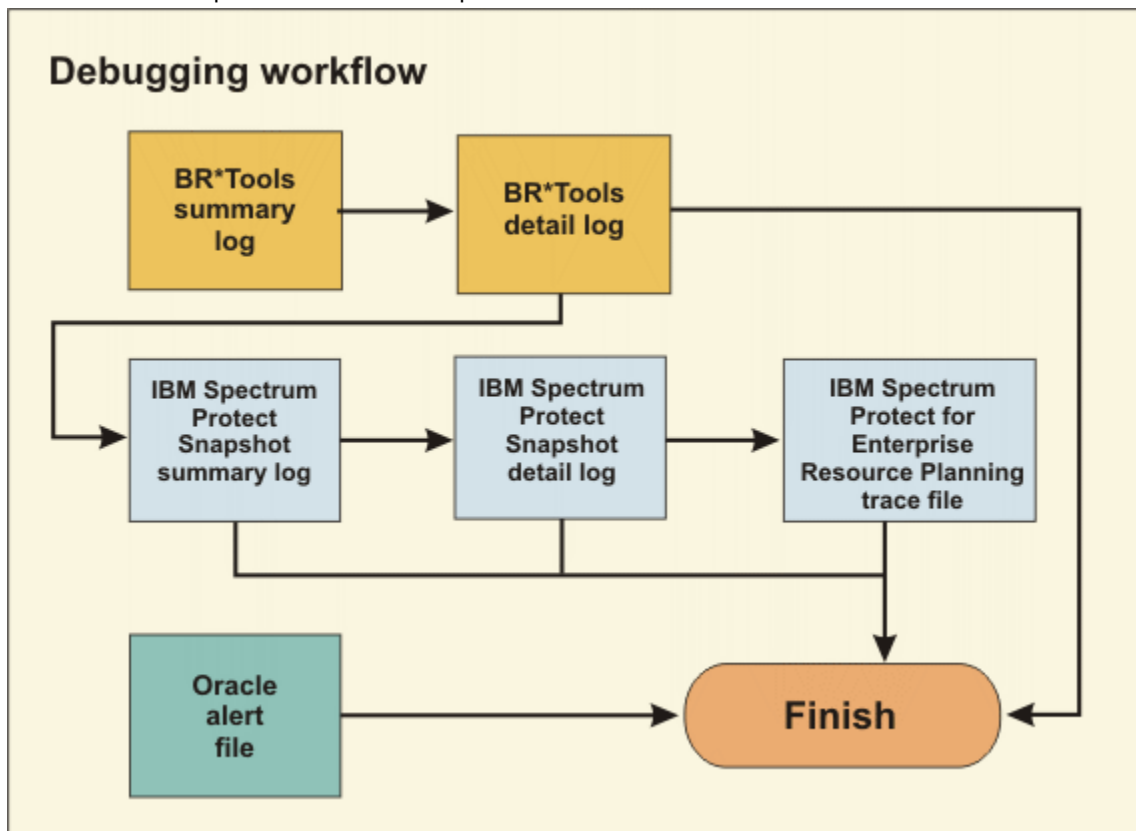 Debugging workflow
BR*Tools
summary
log
BR*Tools
detail log
IBM Spectrum
Protect
Snapshot
summary log
IBM Spectrum
Protect
Snapshot
detail log
IBM Spectrum
Protect for
Enterprise
Resource Planning
trace file
Oracle
alert
file
Finish